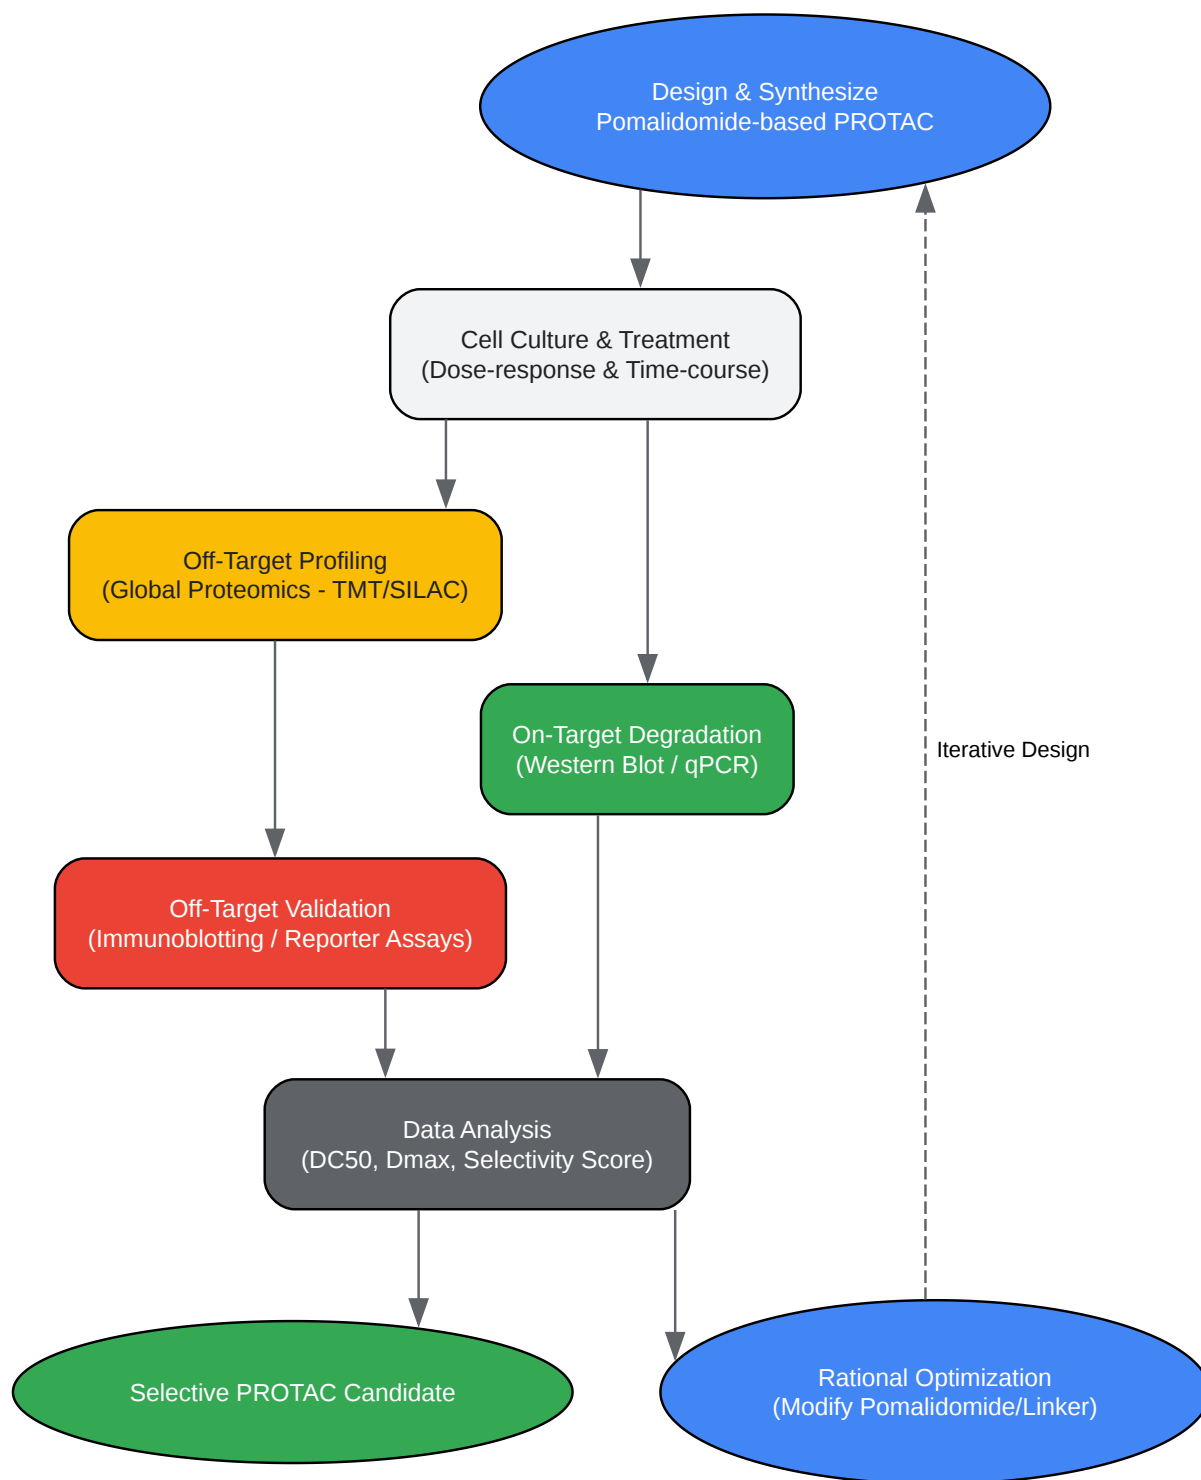 Design & Synthesize
Pomalidomide-based PROTAC
Cell Culture & Treatment
(Dose-response & Time-course)
Off-Target Profiling
(Global Proteomics - TMT/SILAC)
On-Target Degradation
(Western Blot / qPCR)
Iterative Design
Off-Target Validation
(Immunoblotting / Reporter Assays)
Data Analysis
(DC50, Dmax, Selectivity Score)
Selective PROTAC Candidate
Rational Optimization
(Modify Pomalidomide/Linker)